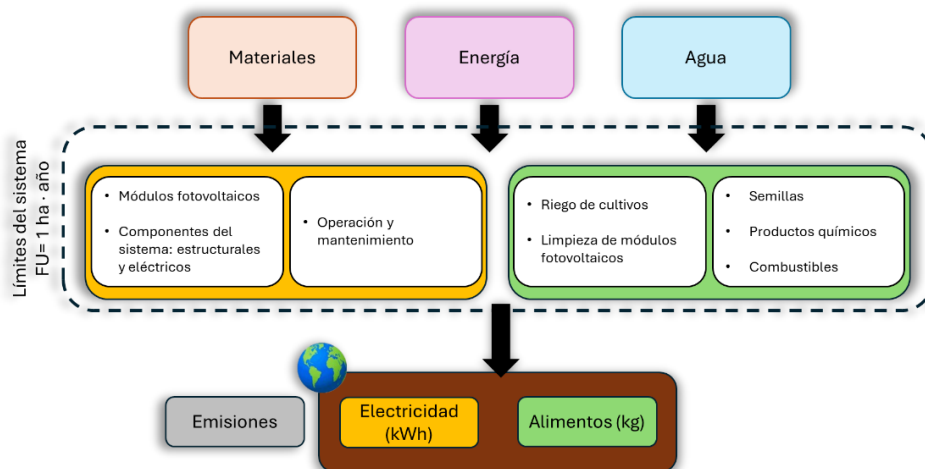 Materiales
Energía
Agua
Límites del sistema
FU= 1 ha · año
• Módulos fotovoltaicos
• Componentes del
sistema: estructurales
y eléctricos
• Operación y
mantenimiento
• Riego de cultivos
• Limpieza de módulos
fotovoltaicos
• Semillas
• Productos químicos
• Combustibles
Emisiones
Electricidad
(kWh)
Alimentos (kg)